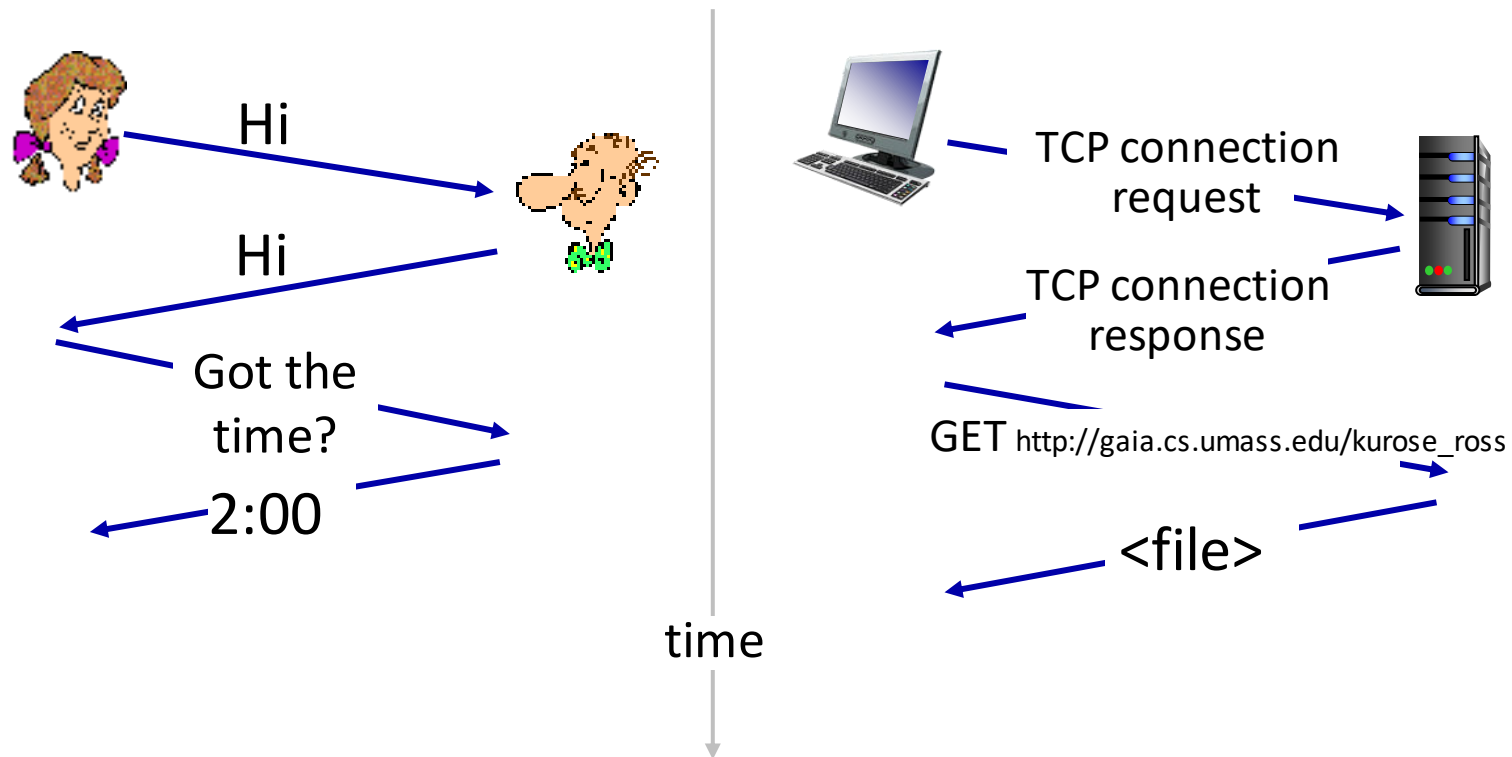 Hi
Hi
Got the
time?
2:00
TCP connection
request
TCP connection
response
GET http://gaia.cs.umass.edu/kurose_ross
<file>
time